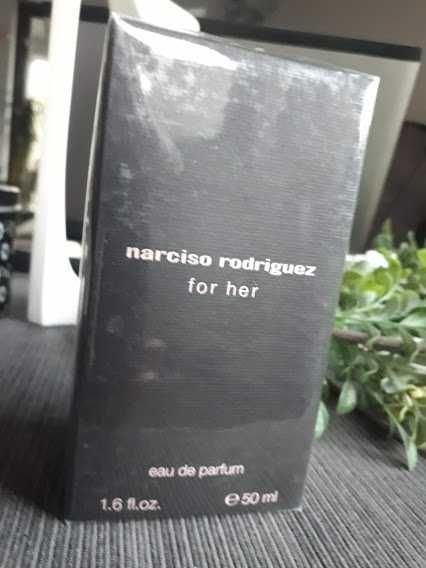 narciso rodriguez
for her
eau de parfum
1.6 fl.oz. ℮50 ml